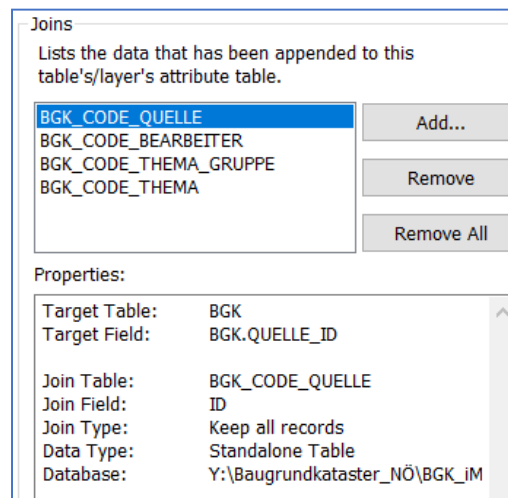 Joins
Lists the data that has been appended to this
table's/layer's attribute table.
BGK_CODE_QUELLE
BGK_CODE_BEARBEITER
BGK_CODE_THEMA_GRUPPE
BGK_CODE_THEMA
Add...
Remove
Remove All
Properties:
Target Table: BGK
Target Field: BGK.QUELLE_ID
Join Table: BGK_CODE_QUELLE
Join Field: ID
Join Type: Keep all records
Data Type: Standalone Table
Database: Y:\Baugrundkataster_NÖ\BGK_iM